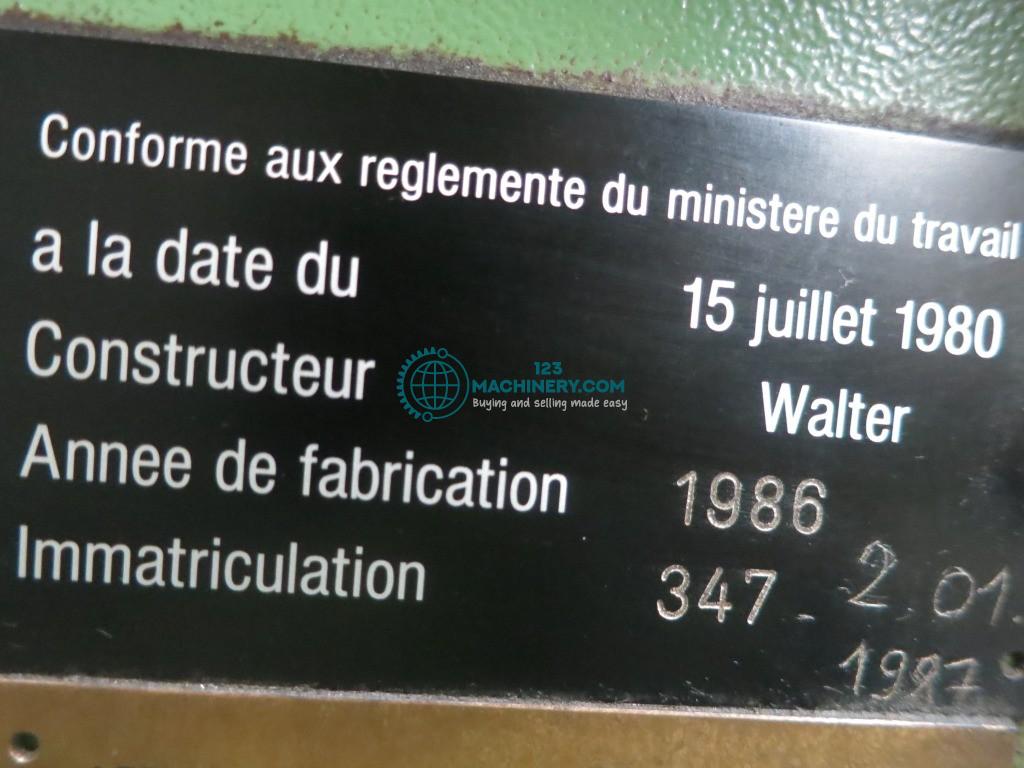 Conforme aux reglemente du ministere du travail
a la date du 15 juillet 1980
Constructeur Walter
123
MACHINERY.COM
Buying and selling made easy
Annee de fabrication 1986
Immatriculation 347 - 2.01.
1997